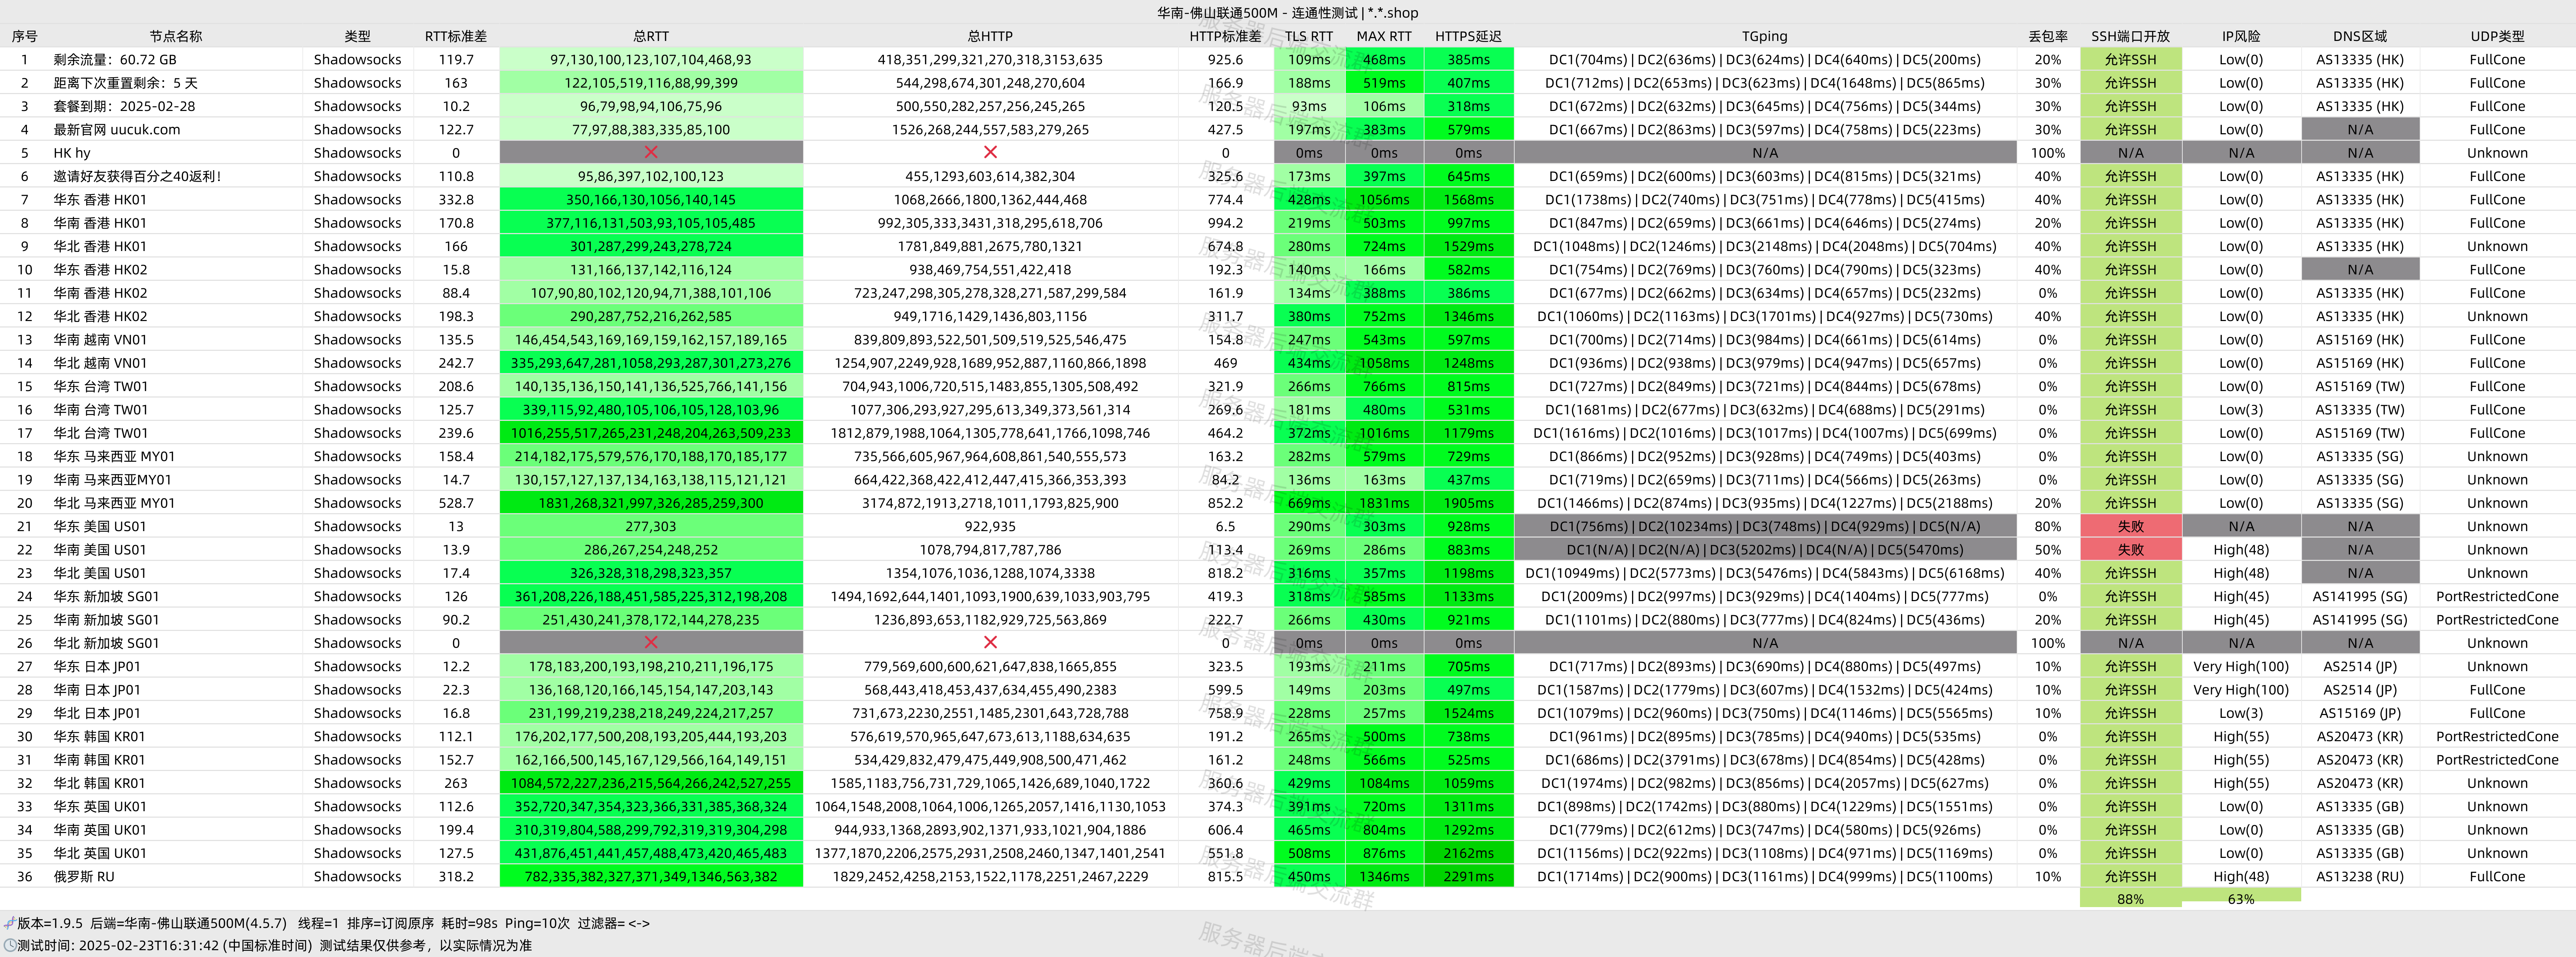 华南-佛山联通500M - 连通性测试 | *.*.shop
序号 节点名称 类型 RTT标准差 总RTT 总HTTP HTTP标准差 TLS RTT MAX RTT HTTPS延迟 TGping 丢包率 SSH端口开放 IP风险 DNS区域 UDP类型
1 剩余流量：60.72 GB Shadowsocks 119.7 97,130,100,123,107,104,468,93 418,351,299,321,270,318,3153,635 925.6 109ms 468ms 385ms DC1(704ms) | DC2(636ms) | DC3(624ms) | DC4(640ms) | DC5(200ms) 20% 允许SSH Low(0) AS13335 (HK) FullCone
2 距离下次重置剩余：5 天 Shadowsocks 163 122,105,519,116,88,99,399 544,298,674,301,248,270,604 166.9 188ms 519ms 407ms DC1(712ms) | DC2(653ms) | DC3(623ms) | DC4(1648ms) | DC5(865ms) 30% 允许SSH Low(0) AS13335 (HK) FullCone
3 套餐到期：2025-02-28 Shadowsocks 10.2 96,79,98,94,106,75,96 500,550,282,257,256,245,265 120.5 93ms 106ms 318ms DC1(672ms) | DC2(632ms) | DC3(645ms) | DC4(756ms) | DC5(344ms) 30% 允许SSH Low(0) AS13335 (HK) FullCone
4 最新官网 uucuk.com Shadowsocks 122.7 77,97,88,383,335,85,100 1526,268,244,557,583,279,265 427.5 197ms 383ms 579ms DC1(667ms) | DC2(863ms) | DC3(597ms) | DC4(758ms) | DC5(223ms) 30% 允许SSH Low(0) N/A FullCone
5 HK hy Shadowsocks 0 ❌ ❌ 0 0ms 0ms 0ms N/A 100% N/A N/A N/A Unknown
6 邀请好友获得百分之40返利！ Shadowsocks 110.8 95,86,397,102,100,123 455,1293,603,614,382,304 325.6 173ms 397ms 645ms DC1(659ms) | DC2(600ms) | DC3(603ms) | DC4(815ms) | DC5(321ms) 40% 允许SSH Low(0) AS13335 (HK) FullCone
7 华东 香港 HK01 Shadowsocks 332.8 350,166,130,1056,140,145 1068,2666,1800,1362,444,468 774.4 428ms 1056ms 1568ms DC1(1738ms) | DC2(740ms) | DC3(751ms) | DC4(778ms) | DC5(415ms) 40% 允许SSH Low(0) AS13335 (HK) FullCone
8 华南 香港 HK01 Shadowsocks 170.8 377,116,131,503,93,105,105,485 992,305,333,3431,318,295,618,706 994.2 219ms 503ms 997ms DC1(847ms) | DC2(659ms) | DC3(661ms) | DC4(646ms) | DC5(274ms) 20% 允许SSH Low(0) AS13335 (HK) FullCone
9 华北 香港 HK01 Shadowsocks 166 301,287,299,243,278,724 1781,849,881,2675,780,1321 674.8 280ms 724ms 1529ms DC1(1048ms) | DC2(1246ms) | DC3(2148ms) | DC4(2048ms) | DC5(704ms) 40% 允许SSH Low(0) AS13335 (HK) Unknown
10 华东 香港 HK02 Shadowsocks 15.8 131,166,137,142,116,124 938,469,754,551,422,418 192.3 140ms 166ms 582ms DC1(754ms) | DC2(769ms) | DC3(760ms) | DC4(790ms) | DC5(323ms) 40% 允许SSH Low(0) N/A FullCone
11 华南 香港 HK02 Shadowsocks 88.4 107,90,80,102,120,94,71,388,101,106 723,247,298,305,278,328,271,587,299,584 161.9 134ms 388ms 386ms DC1(677ms) | DC2(662ms) | DC3(634ms) | DC4(657ms) | DC5(232ms) 0% 允许SSH Low(0) AS13335 (HK) FullCone
12 华北 香港 HK02 Shadowsocks 198.3 290,287,752,216,262,585 949,1716,1429,1436,803,1156 311.7 380ms 752ms 1346ms DC1(1060ms) | DC2(1163ms) | DC3(1701ms) | DC4(927ms) | DC5(730ms) 40% 允许SSH Low(0) AS13335 (HK) Unknown
13 华南 越南 VN01 Shadowsocks 135.5 146,454,543,169,169,159,162,157,189,165 839,809,893,522,501,509,519,525,546,475 154.8 247ms 543ms 597ms DC1(700ms) | DC2(714ms) | DC3(984ms) | DC4(661ms) | DC5(614ms) 0% 允许SSH Low(0) AS15169 (HK) FullCone
14 华北 越南 VN01 Shadowsocks 242.7 335,293,647,281,1058,293,287,301,273,276 1254,907,2249,928,1689,952,887,1160,866,1898 469 434ms 1058ms 1248ms DC1(936ms) | DC2(938ms) | DC3(979ms) | DC4(947ms) | DC5(657ms) 0% 允许SSH Low(0) AS15169 (HK) FullCone
15 华东 台湾 TW01 Shadowsocks 208.6 140,135,136,150,141,136,525,766,141,156 704,943,1006,720,515,1483,855,1305,508,492 321.9 266ms 766ms 815ms DC1(727ms) | DC2(849ms) | DC3(721ms) | DC4(844ms) | DC5(678ms) 0% 允许SSH Low(0) AS15169 (TW) FullCone
16 华南 台湾 TW01 Shadowsocks 125.7 339,115,92,480,105,106,105,128,103,96 1077,306,293,927,295,613,349,373,561,314 269.6 181ms 480ms 531ms DC1(1681ms) | DC2(677ms) | DC3(632ms) | DC4(688ms) | DC5(291ms) 0% 允许SSH Low(3) AS13335 (TW) FullCone
17 华北 台湾 TW01 Shadowsocks 239.6 1016,255,517,265,231,248,204,263,509,233 1812,879,1988,1064,1305,778,641,1766,1098,746 464.2 372ms 1016ms 1179ms DC1(1616ms) | DC2(1016ms) | DC3(1017ms) | DC4(1007ms) | DC5(699ms) 0% 允许SSH Low(0) AS15169 (TW) FullCone
18 华东 马来西亚 MY01 Shadowsocks 158.4 214,182,175,579,576,170,188,170,185,177 735,566,605,967,964,608,861,540,555,573 163.2 282ms 579ms 729ms DC1(866ms) | DC2(952ms) | DC3(928ms) | DC4(749ms) | DC5(403ms) 0% 允许SSH Low(0) AS13335 (SG) FullCone
19 华南 马来西亚MY01 Shadowsocks 14.7 130,157,127,137,134,163,138,115,121,121 664,422,368,422,412,447,415,366,353,393 84.2 136ms 163ms 437ms DC1(719ms) | DC2(659ms) | DC3(711ms) | DC4(566ms) | DC5(263ms) 0% 允许SSH Low(0) AS13335 (SG) Unknown
20 华北 马来西亚 MY01 Shadowsocks 528.7 1831,268,321,997,326,285,259,300 3174,872,1913,2718,1011,1793,825,900 852.2 669ms 1831ms 1905ms DC1(1466ms) | DC2(874ms) | DC3(935ms) | DC4(1227ms) | DC5(2188ms) 20% 允许SSH Low(0) AS13335 (SG) Unknown
21 华东 美国 US01 Shadowsocks 13 277,303 922,935 6.5 290ms 303ms 928ms DC1(756ms) | DC2(10234ms) | DC3(748ms) | DC4(929ms) | DC5(N/A) 80% 失败 N/A N/A Unknown
22 华南 美国 US01 Shadowsocks 13.9 286,267,254,248,252 1078,794,817,787,786 113.4 269ms 286ms 883ms DC1(N/A) | DC2(N/A) | DC3(5202ms) | DC4(N/A) | DC5(5470ms) 50% 失败 High(48) N/A Unknown
23 华北 美国 US01 Shadowsocks 17.4 326,328,318,298,323,357 1354,1076,1036,1288,1074,3338 818.2 316ms 357ms 1198ms DC1(10949ms) | DC2(5773ms) | DC3(5476ms) | DC4(5843ms) | DC5(6168ms) 40% 允许SSH High(48) N/A Unknown
24 华东 新加坡 SG01 Shadowsocks 126 361,208,226,188,451,585,225,312,198,208 1494,1692,644,1401,1093,1900,639,1033,903,795 419.3 318ms 585ms 1133ms DC1(2009ms) | DC2(997ms) | DC3(929ms) | DC4(1404ms) | DC5(777ms) 0% 允许SSH High(45) AS141995 (SG) PortRestrictedCone
25 华南 新加坡 SG01 Shadowsocks 90.2 251,430,241,378,172,144,278,235 1236,893,653,1182,929,725,563,869 222.7 266ms 430ms 921ms DC1(1101ms) | DC2(880ms) | DC3(777ms) | DC4(824ms) | DC5(436ms) 20% 允许SSH High(45) AS141995 (SG) PortRestrictedCone
26 华北 新加坡 SG01 Shadowsocks 0 ❌ ❌ 0 0ms 0ms 0ms N/A 100% N/A N/A N/A Unknown
27 华东 日本 JP01 Shadowsocks 12.2 178,183,200,193,198,210,211,196,175 779,569,600,600,621,647,838,1665,855 323.5 193ms 211ms 705ms DC1(717ms) | DC2(893ms) | DC3(690ms) | DC4(880ms) | DC5(497ms) 10% 允许SSH Very High(100) AS2514 (JP) Unknown
28 华南 日本 JP01 Shadowsocks 22.3 136,168,120,166,145,154,147,203,143 568,443,418,453,437,634,455,490,2383 599.5 149ms 203ms 497ms DC1(1587ms) | DC2(1779ms) | DC3(607ms) | DC4(1532ms) | DC5(424ms) 10% 允许SSH Very High(100) AS2514 (JP) FullCone
29 华北 日本 JP01 Shadowsocks 16.8 231,199,219,238,218,249,224,217,257 731,673,2230,2551,1485,2301,643,728,788 758.9 228ms 257ms 1524ms DC1(1079ms) | DC2(960ms) | DC3(750ms) | DC4(1146ms) | DC5(5565ms) 10% 允许SSH Low(3) AS15169 (JP) FullCone
30 华东 韩国 KR01 Shadowsocks 112.1 176,202,177,500,208,193,205,444,193,203 576,619,570,965,647,673,613,1188,634,635 191.2 265ms 500ms 738ms DC1(961ms) | DC2(895ms) | DC3(785ms) | DC4(940ms) | DC5(535ms) 0% 允许SSH High(55) AS20473 (KR) PortRestrictedCone
31 华南 韩国 KR01 Shadowsocks 152.7 162,166,500,145,167,129,566,164,149,151 534,429,832,479,475,449,908,500,471,462 161.2 248ms 566ms 525ms DC1(686ms) | DC2(3791ms) | DC3(678ms) | DC4(854ms) | DC5(428ms) 0% 允许SSH High(55) AS20473 (KR) PortRestrictedCone
32 华北 韩国 KR01 Shadowsocks 263 1084,572,227,236,215,564,266,242,527,255 1585,1183,756,731,729,1065,1426,689,1040,1722 360.6 429ms 1084ms 1059ms DC1(1974ms) | DC2(982ms) | DC3(856ms) | DC4(2057ms) | DC5(627ms) 0% 允许SSH High(55) AS20473 (KR) Unknown
33 华东 英国 UK01 Shadowsocks 112.6 352,720,347,354,323,366,331,385,368,324 1064,1548,2008,1064,1006,1265,2057,1416,1130,1053 374.3 391ms 720ms 1311ms DC1(898ms) | DC2(1742ms) | DC3(880ms) | DC4(1229ms) | DC5(1551ms) 0% 允许SSH Low(0) AS13335 (GB) Unknown
34 华南 英国 UK01 Shadowsocks 199.4 310,319,804,588,299,792,319,319,304,298 944,933,1368,2893,902,1371,933,1021,904,1886 606.4 465ms 804ms 1292ms DC1(779ms) | DC2(612ms) | DC3(747ms) | DC4(580ms) | DC5(926ms) 0% 允许SSH Low(0) AS13335 (GB) Unknown
35 华北 英国 UK01 Shadowsocks 127.5 431,876,451,441,457,488,473,420,465,483 1377,1870,2206,2575,2931,2508,2460,1347,1401,2541 551.8 508ms 876ms 2162ms DC1(1156ms) | DC2(922ms) | DC3(1108ms) | DC4(971ms) | DC5(1169ms) 0% 允许SSH Low(0) AS13335 (GB) Unknown
36 俄罗斯 RU Shadowsocks 318.2 782,335,382,327,371,349,1346,563,382 1829,2452,4258,2153,1522,1178,2251,2467,2229 815.5 450ms 1346ms 2291ms DC1(1714ms) | DC2(900ms) | DC3(1161ms) | DC4(999ms) | DC5(1100ms) 10% 允许SSH High(48) AS13238 (RU) FullCone
88% 63%
版本=1.9.5 后端=华南-佛山联通500M(4.5.7) 线程=1 排序=订阅原序 耗时=98s Ping=10次 过滤器= <->
测试时间: 2025-02-23T16:31:42 (中国标准时间) 测试结果仅供参考，以实际情况为准
服务器后端交流群